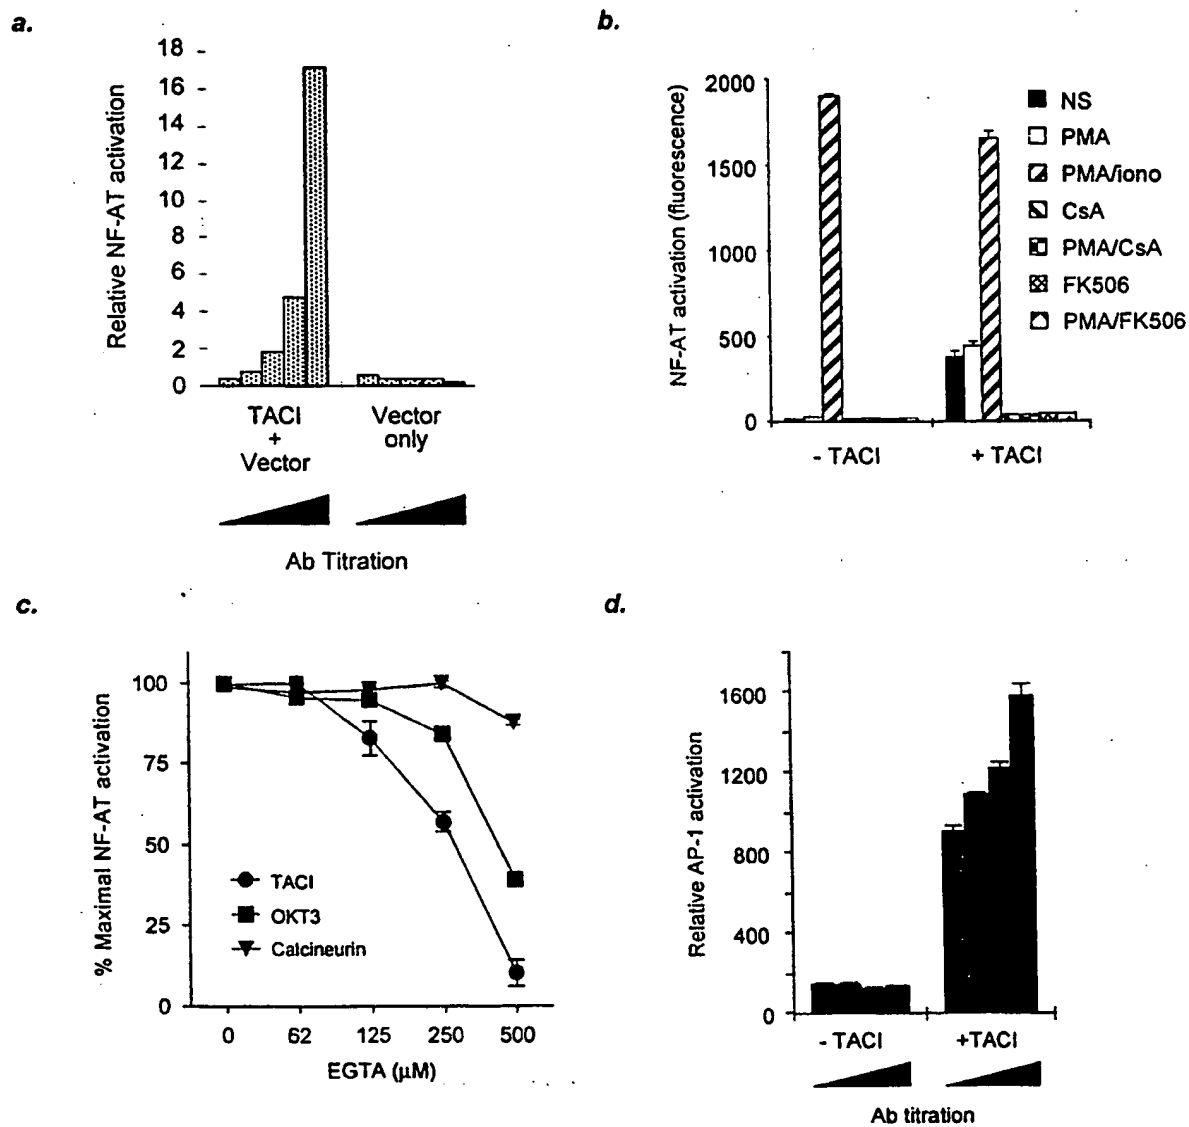 a.
Relative NF-AT activation
18
16
14
12
10
8
6
4
2
0
TACI
+
Vector
Vector
only
Ab Titration
b.
NF-AT activation (fluorescence)
2000
1500
1000
500
0
- TACI
+ TACI
NS
PMA
PMA/iono
CsA
PMA/CsA
FK506
PMA/FK506
c.
% Maximal NF-AT activation
100
75
50
25
0
TACI
OKT3
Calcineurin
0 62 125 250 500
EGTA (μM)
d.
Relative AP-1 activation
1600
1200
800
400
0
- TACI
+TACI
Ab titration